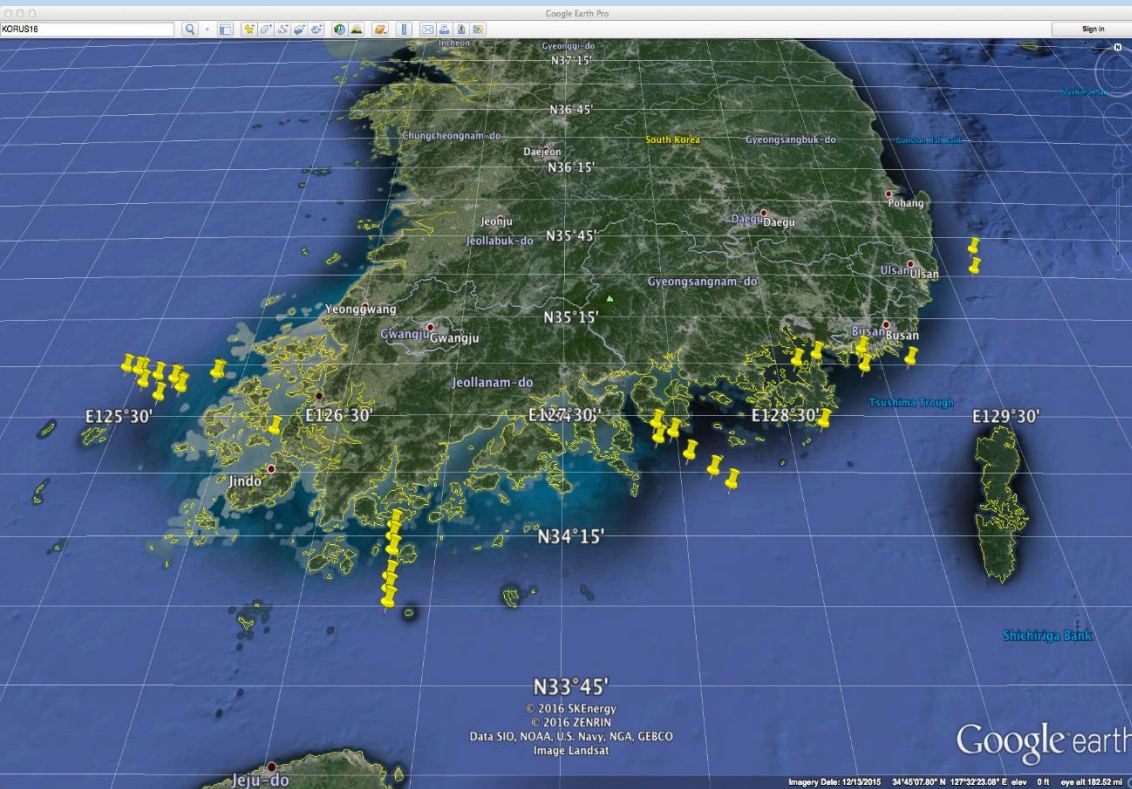 Google Earth Pro
KORUS16
Sign in
N
Incheon
Gyeonggi-do
N37°15'
N36°45'
Chungcheongnam-do
South Korea
Gyeongsangbuk-do
Daejeon
N36°15'
Pohang
Jeonju
Daegu
Daegu
Jeollabuk-do
N35°45'
Ulsan
Ulsan
Gyeongsangnam-do
Yeonggwang
N35°15'
Gwangju
Gwangju
Busan
Busan
Jeollanam-do
Tsushima Trough
E125°30'
E126°30'
E127°30'
E128°30'
E129°30'
Jindo
N34°15'
Shichiriga Bank
N33°45'
© 2016 SKEnergy
© 2016 ZENRIN
Data SIO, NOAA, U.S. Navy, NGA, GEBCO
Image Landsat
Google earth
Jeju-do
Imagery Date: 12/13/2015 34°45'07.80" N 127°32'23.08" E elev 0 ft eye alt 182.52 mi